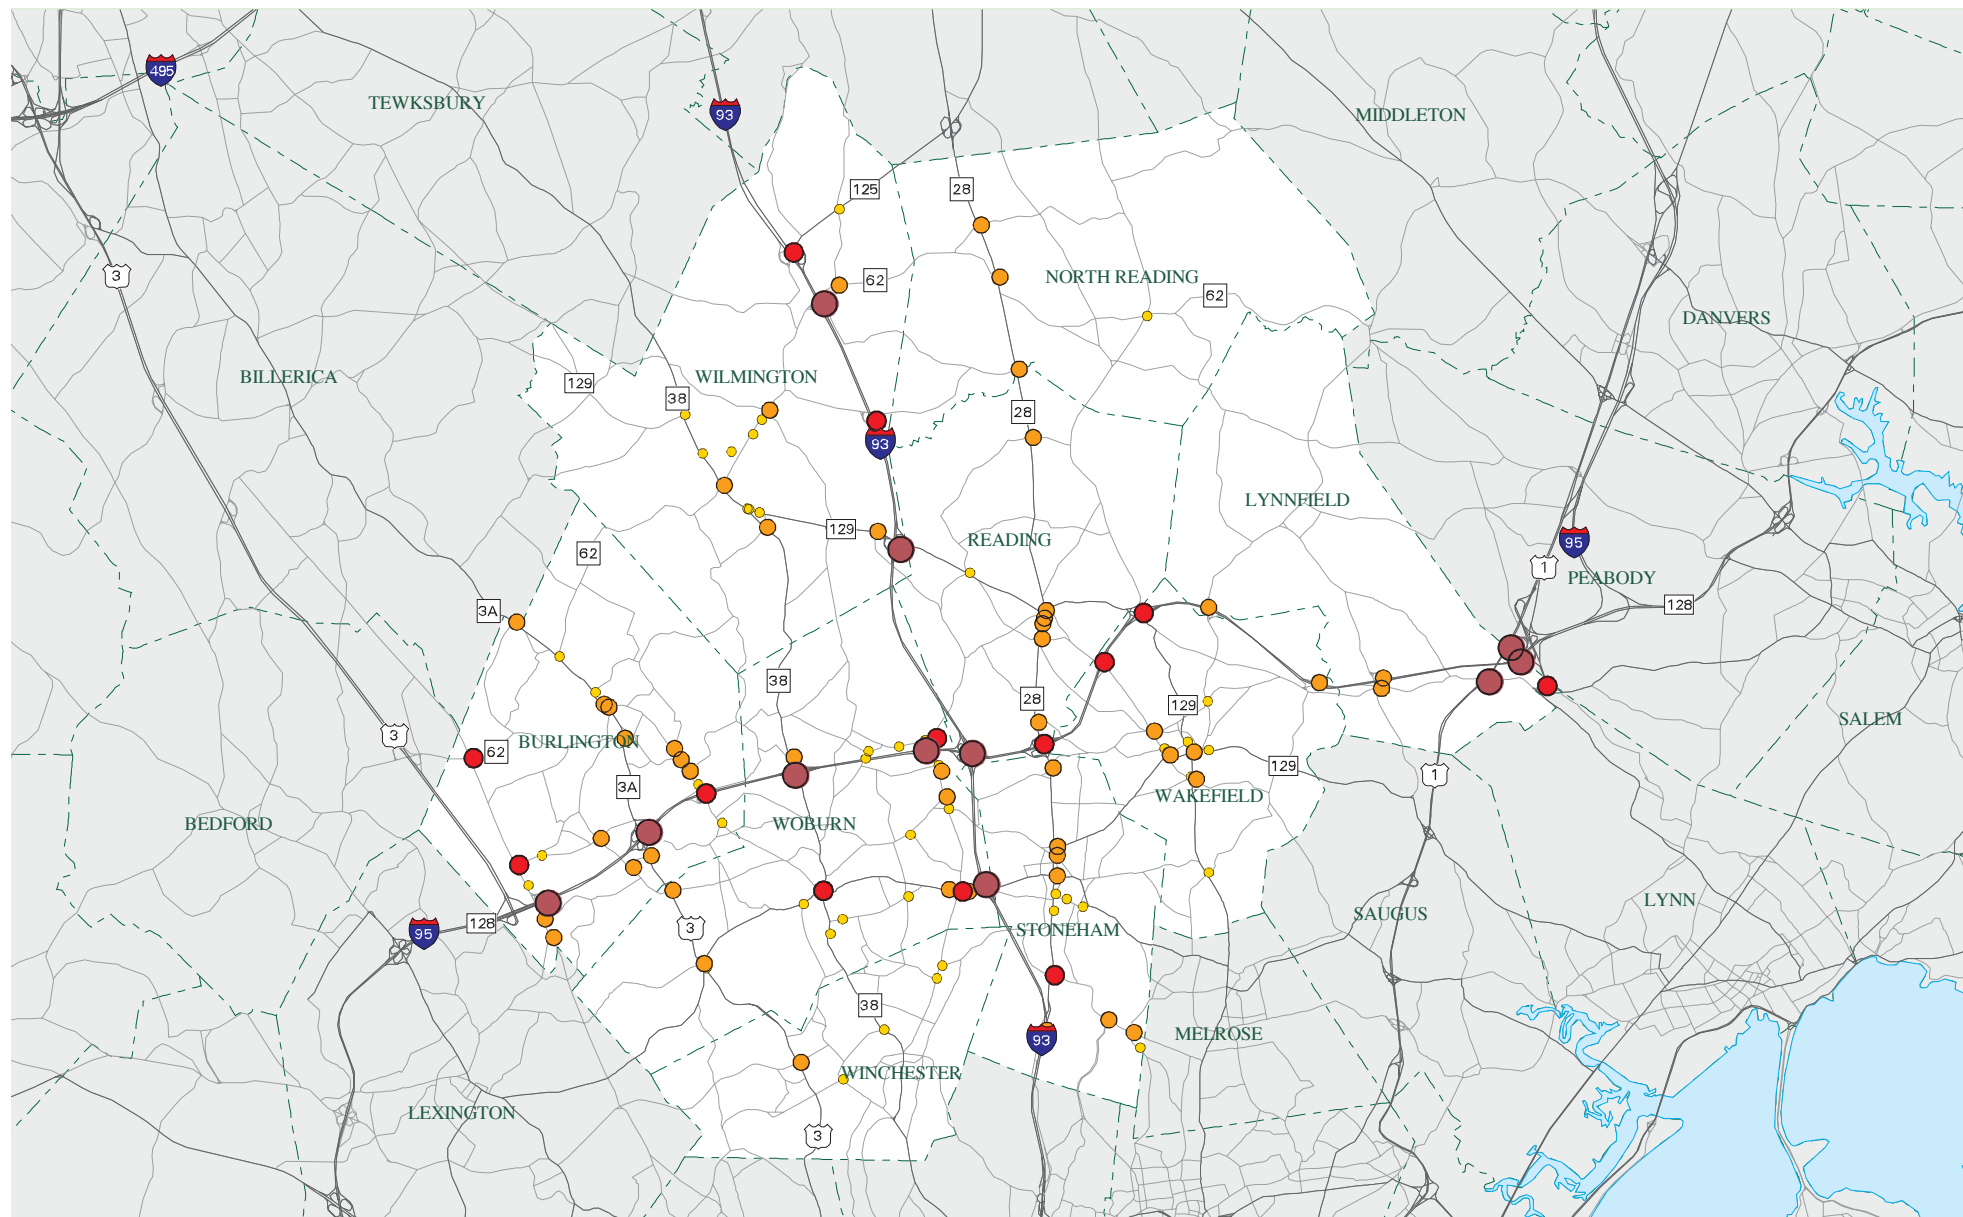 495
TEWKSBURY
93
MIDDLETON
125
28
3
62
NORTH READING
62
DANVERS
BILLERICA
129
WILMINGTON
38
28
93
LYNNFIELD
129
READING
95
62
1
PEABODY
3A
128
38
28
129
SALEM
3
62
BURLINGTON
129
1
3A
WAKEFIELD
BEDFORD
WOBURN
LYNN
SAUGUS
128
3
STONEHAM
95
38
93
MELROSE
WINCHESTER
LEXINGTON
3